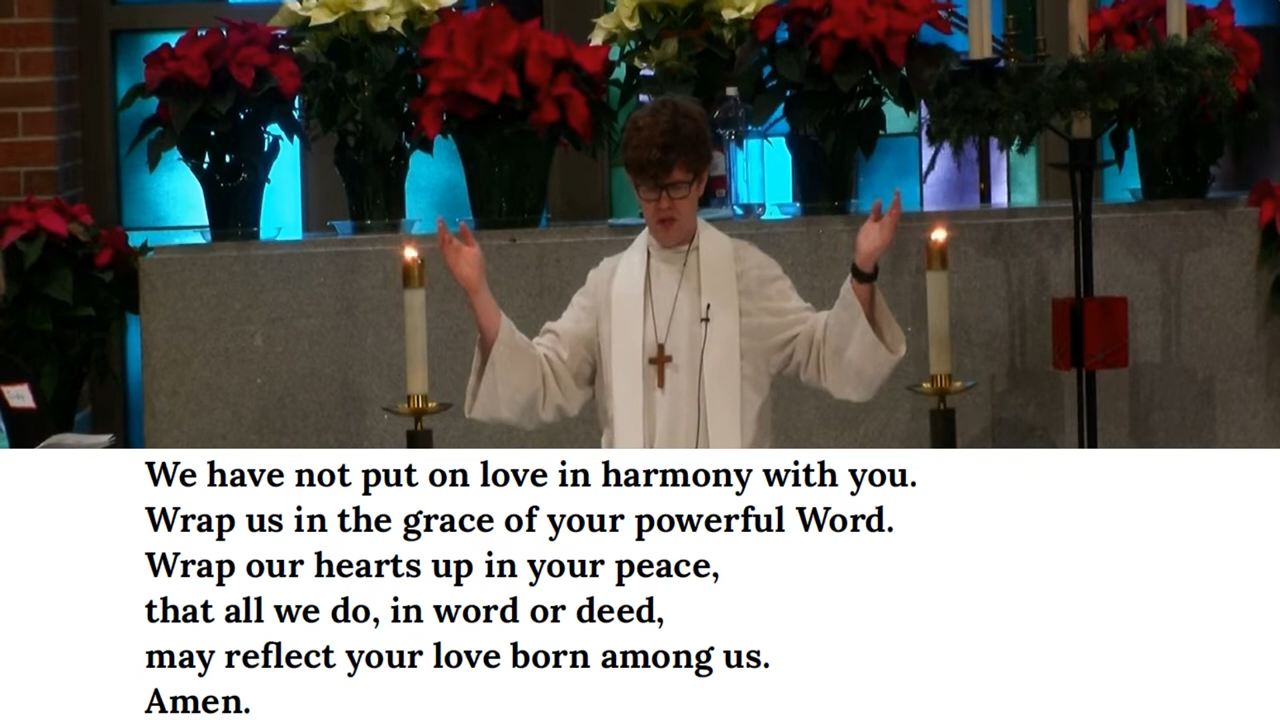 We have not put on love in harmony with you.
Wrap us in the grace of your powerful Word.
Wrap our hearts up in your peace,
that all we do, in word or deed,
may reflect your love born among us.
Amen.